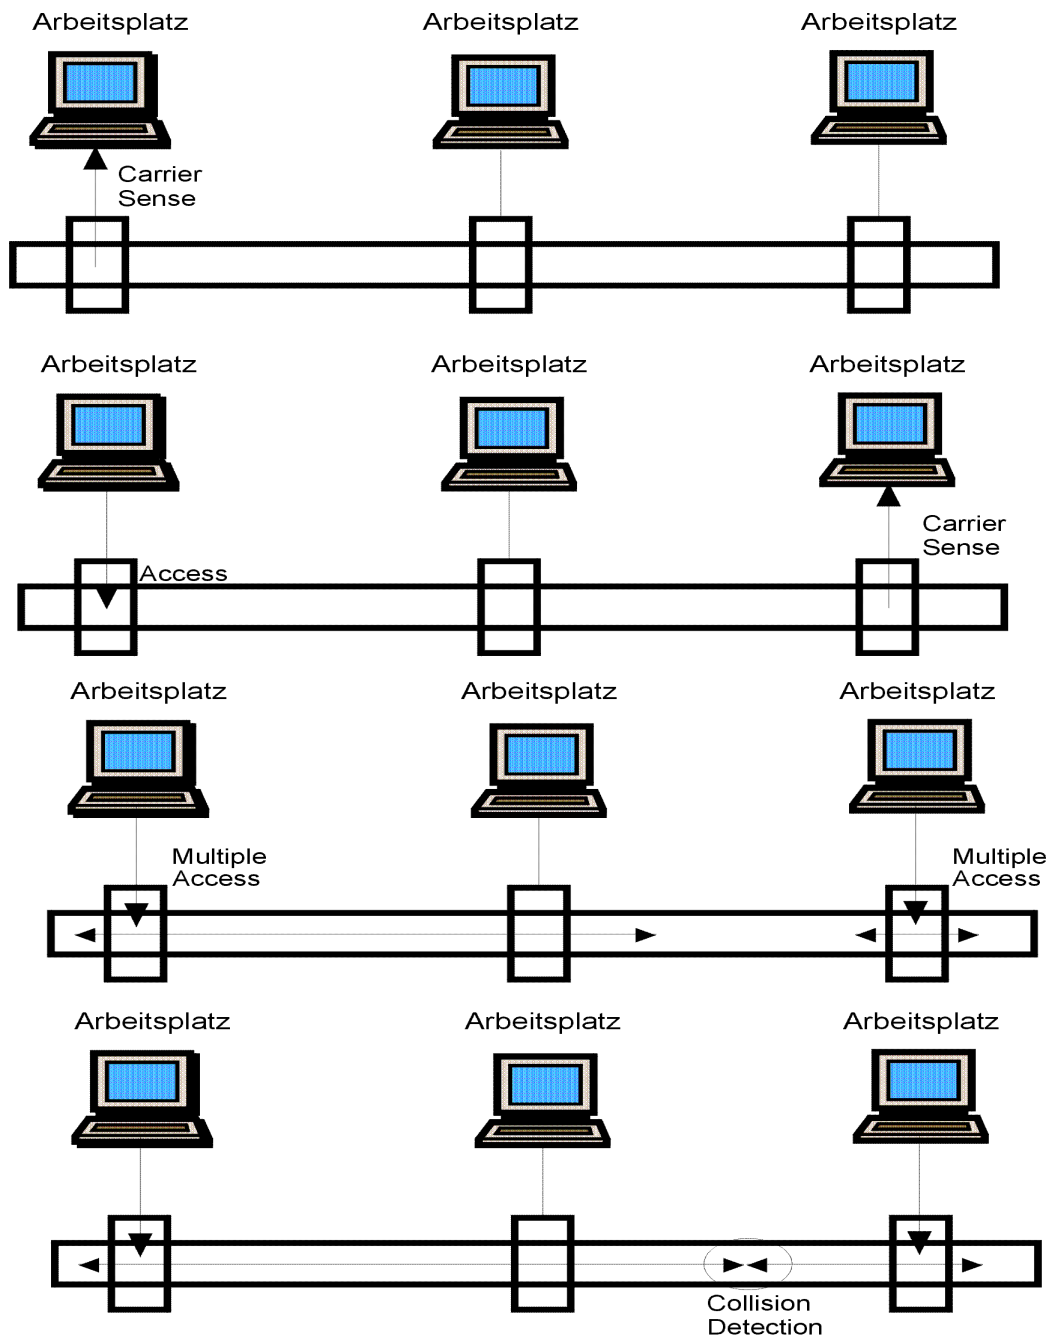 Arbeitsplatz
Arbeitsplatz
Arbeitsplatz
Carrier
Sense
Arbeitsplatz
Arbeitsplatz
Arbeitsplatz
Carrier
Sense
Access
Arbeitsplatz
Arbeitsplatz
Arbeitsplatz
Multiple
Access
Multiple
Access
Arbeitsplatz
Arbeitsplatz
Arbeitsplatz
Collision
Detection